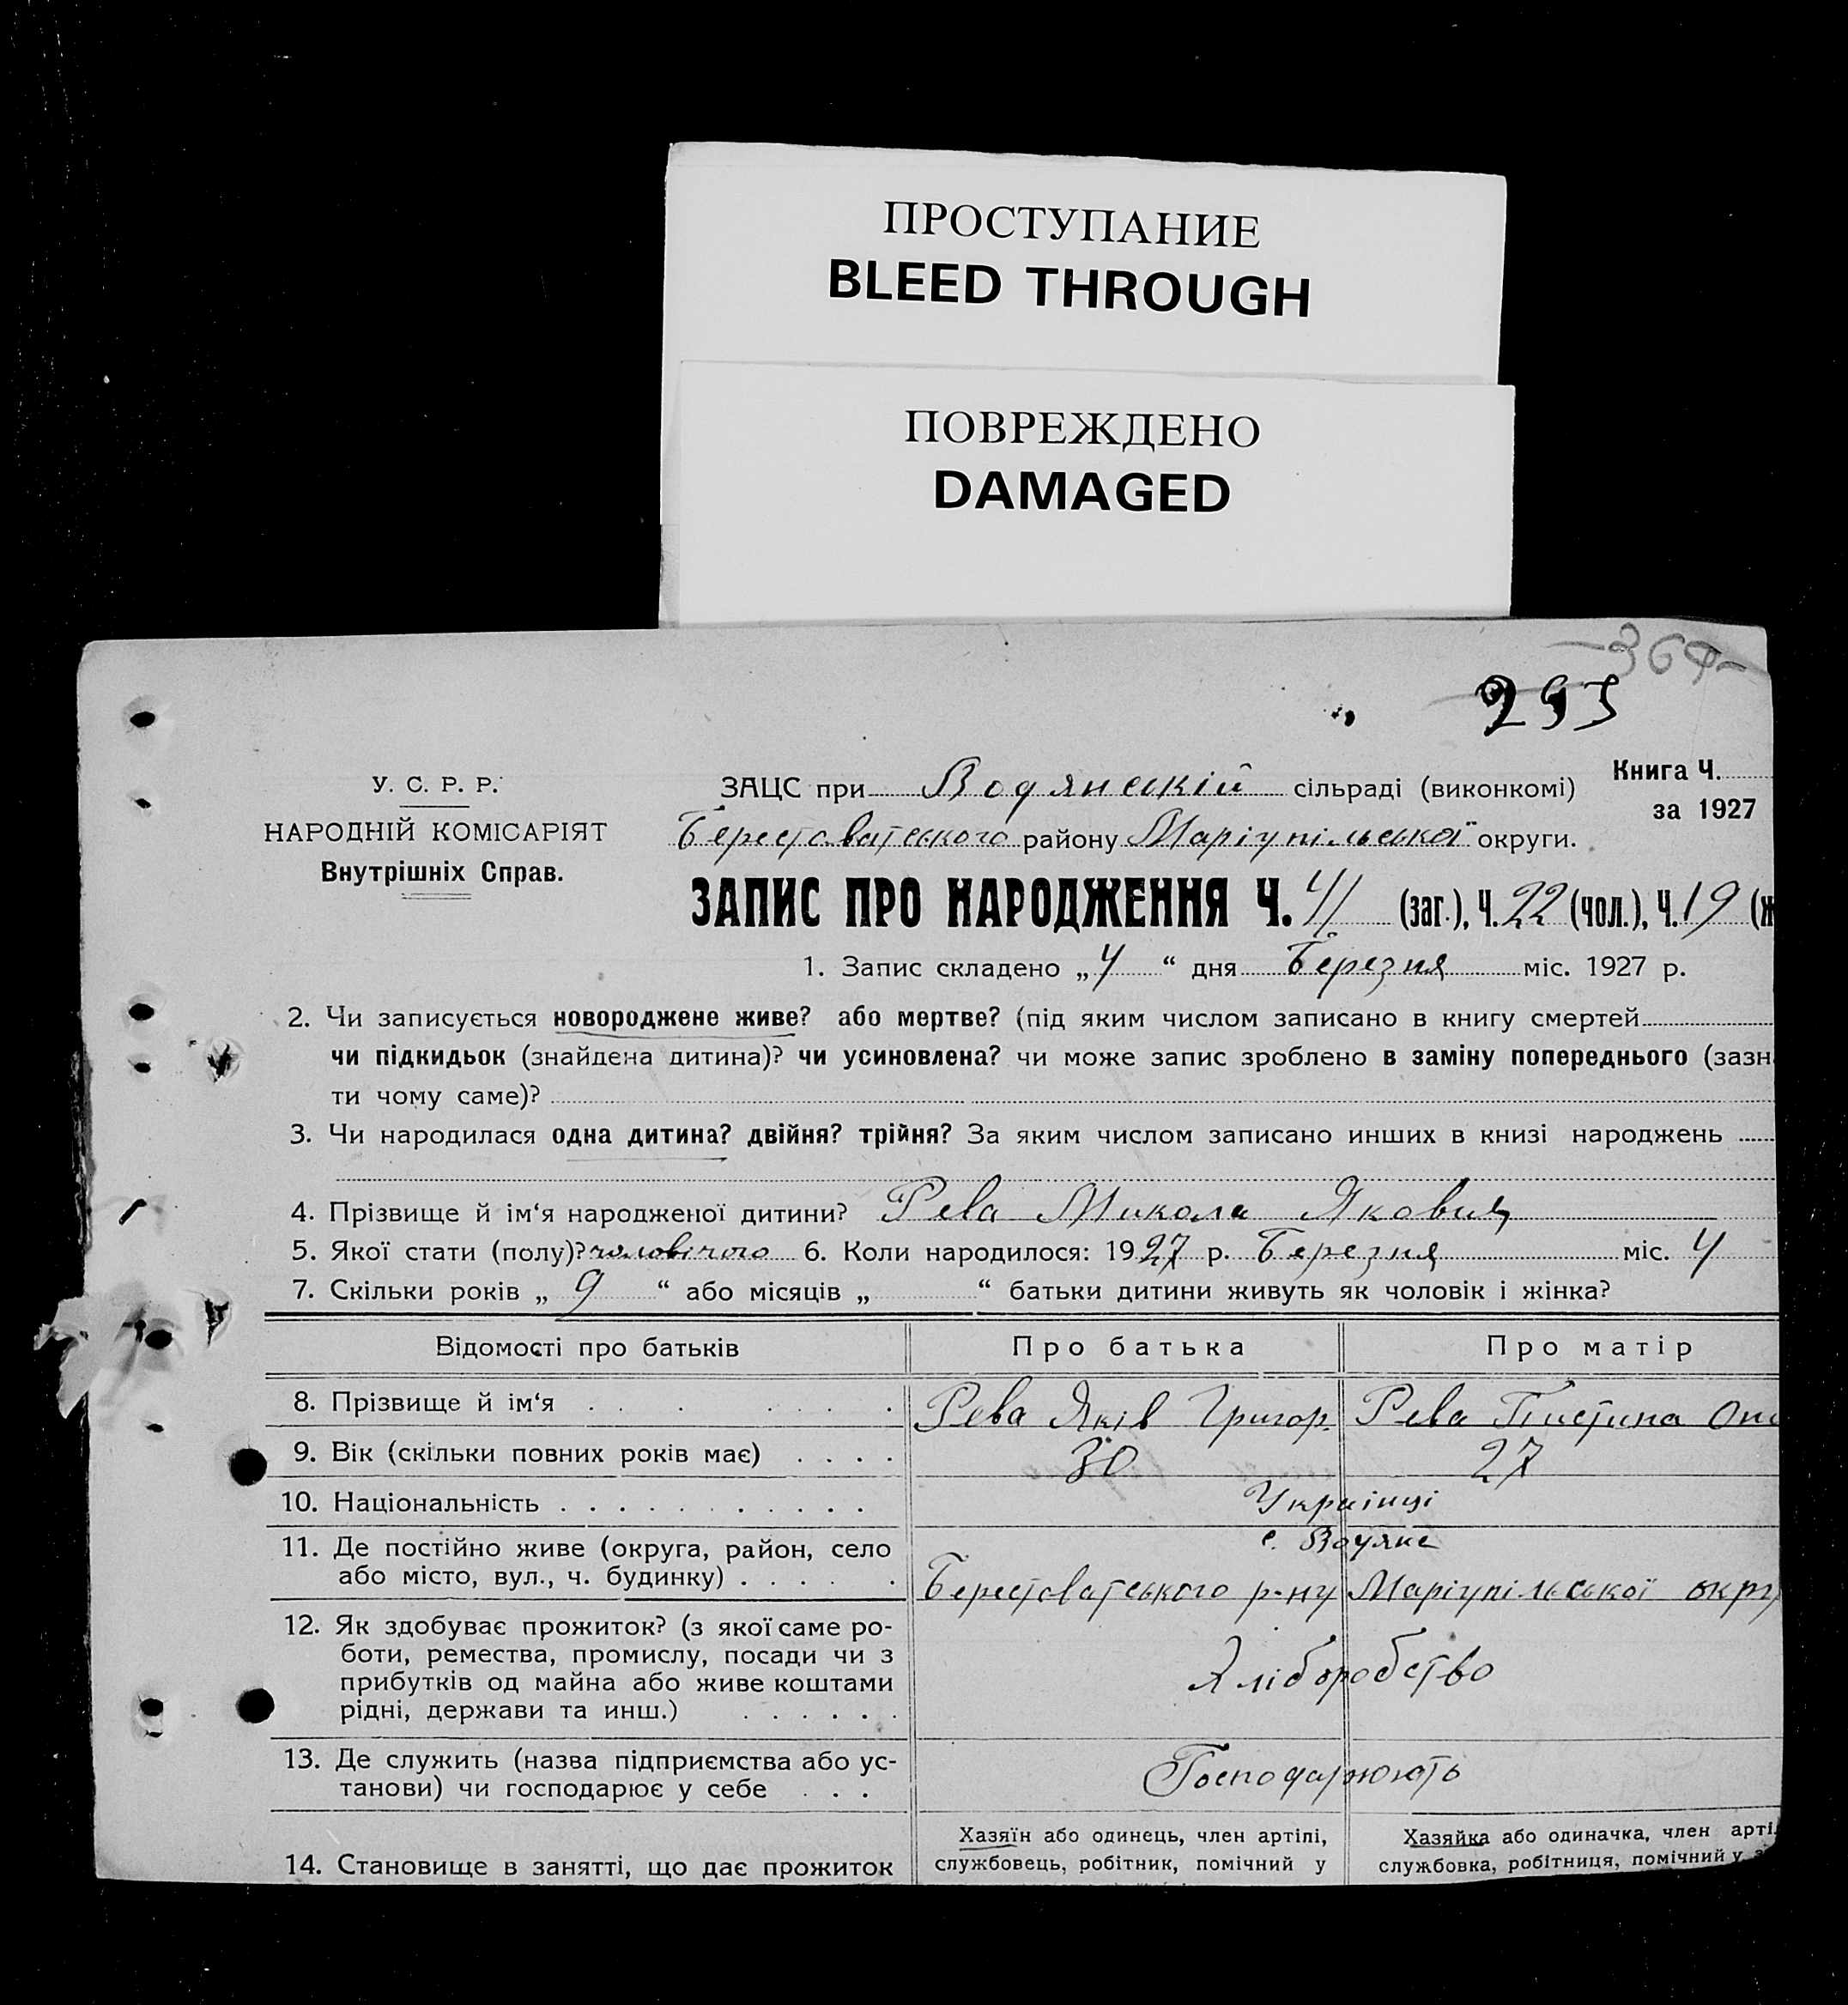 ПРОСТУПАНИЕ
BLEED THROUGH
ПОВРЕЖДЕНО
DAMAGED
293
У. С. Р. Р.
НАРОДНІЙ КОМІСАРІЯТ
Внутрішніх Справ.
Книга Ч.
за 1927
ЗАЦС при Водянській сільраді (виконкомі)
Берестоватського району Маріупільської округи.
ЗАПИС ПРО НАРОДЖЕННЯ Ч. 41 (заг.), Ч. 22 (чол.), Ч. 19 (ж
1. Запис складено „4“ дня Березня міс. 1927 р.
2. Чи записується новороджене живе? або мертве? (під яким числом записано в книгу смертей
чи підкидьок (знайдена дитина)? чи усиновлена? чи може запис зроблено в заміну попереднього (зазн
ти чому саме)?
3. Чи народилася одна дитина? двійня? трійня? За яким числом записано инших в книзі народжень
4. Прізвище й ім‘я народженої дитини? Рева Микола Якович
5. Якої стати (полу)? чоловічого 6. Коли народилося: 1927 р. Березня міс. 4
7. Скільки років „ 9 “ або місяців „ “ батьки дитини живуть як чоловік і жінка?
Відомості про батьків Про батька Про матір
8. Прізвище й ім‘я Рева Яків Григор. Рева Пистина
9. Вік (скільки повних років має) 30 27
10. Національність Українці
11. Де постійно живе (округа, район, село с. Водяне
або місто, вул., ч. будинку) Берестоватського р-ну Маріупільської окру
12. Як здобуває прожиток? (з якої саме ро-
боти, ремества, промислу, посади чи з
прибутків од майна або живе коштами
рідні, держави та инш.)
Хліборобство
13. Де служить (назва підприємства або ус-
танови) чи господарює у себе
Господарюють
14. Становище в занятті, що дає прожиток
Хазяїн або одинець, член артілі,
службовець, робітник, помічний у
Хазяйка або одиначка, член арті
службовка, робітниця, помічний у